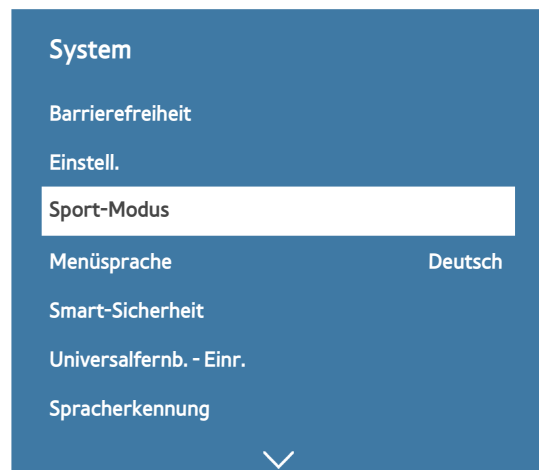 System
Barrierefreiheit
Einstell.
Sport-Modus
Menüsprache Deutsch
Smart-Sicherheit
Universalfernb. - Einr.
Spracherkennung